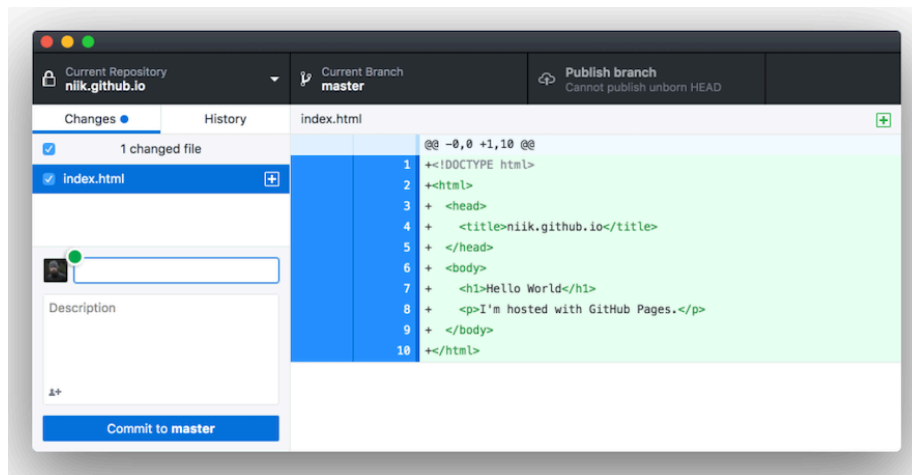 Current Repository
niik.github.io
Current Branch
master
Publish branch
Cannot publish unborn HEAD
Changes
History
index.html
1 changed file
index.html
@@ -0,0 +1,10 @@
1 +<!DOCTYPE html>
2 +<html>
3 +  <head>
4 +    <title>niik.github.io</title>
5 +  </head>
6 +  <body>
7 +    <h1>Hello World</h1>
8 +    <p>I'm hosted with GitHub Pages.</p>
9 +  </body>
10 +</html>
Description
Commit to master